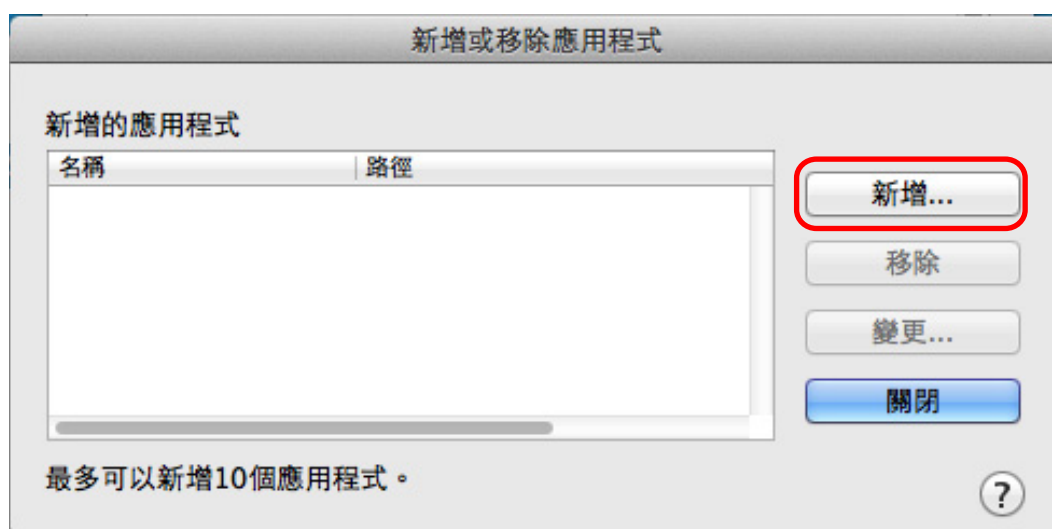 新增或移除應用程式
新增的應用程式
名稱 路徑
新增...
移除
變更...
關閉
最多可以新增10個應用程式。
?